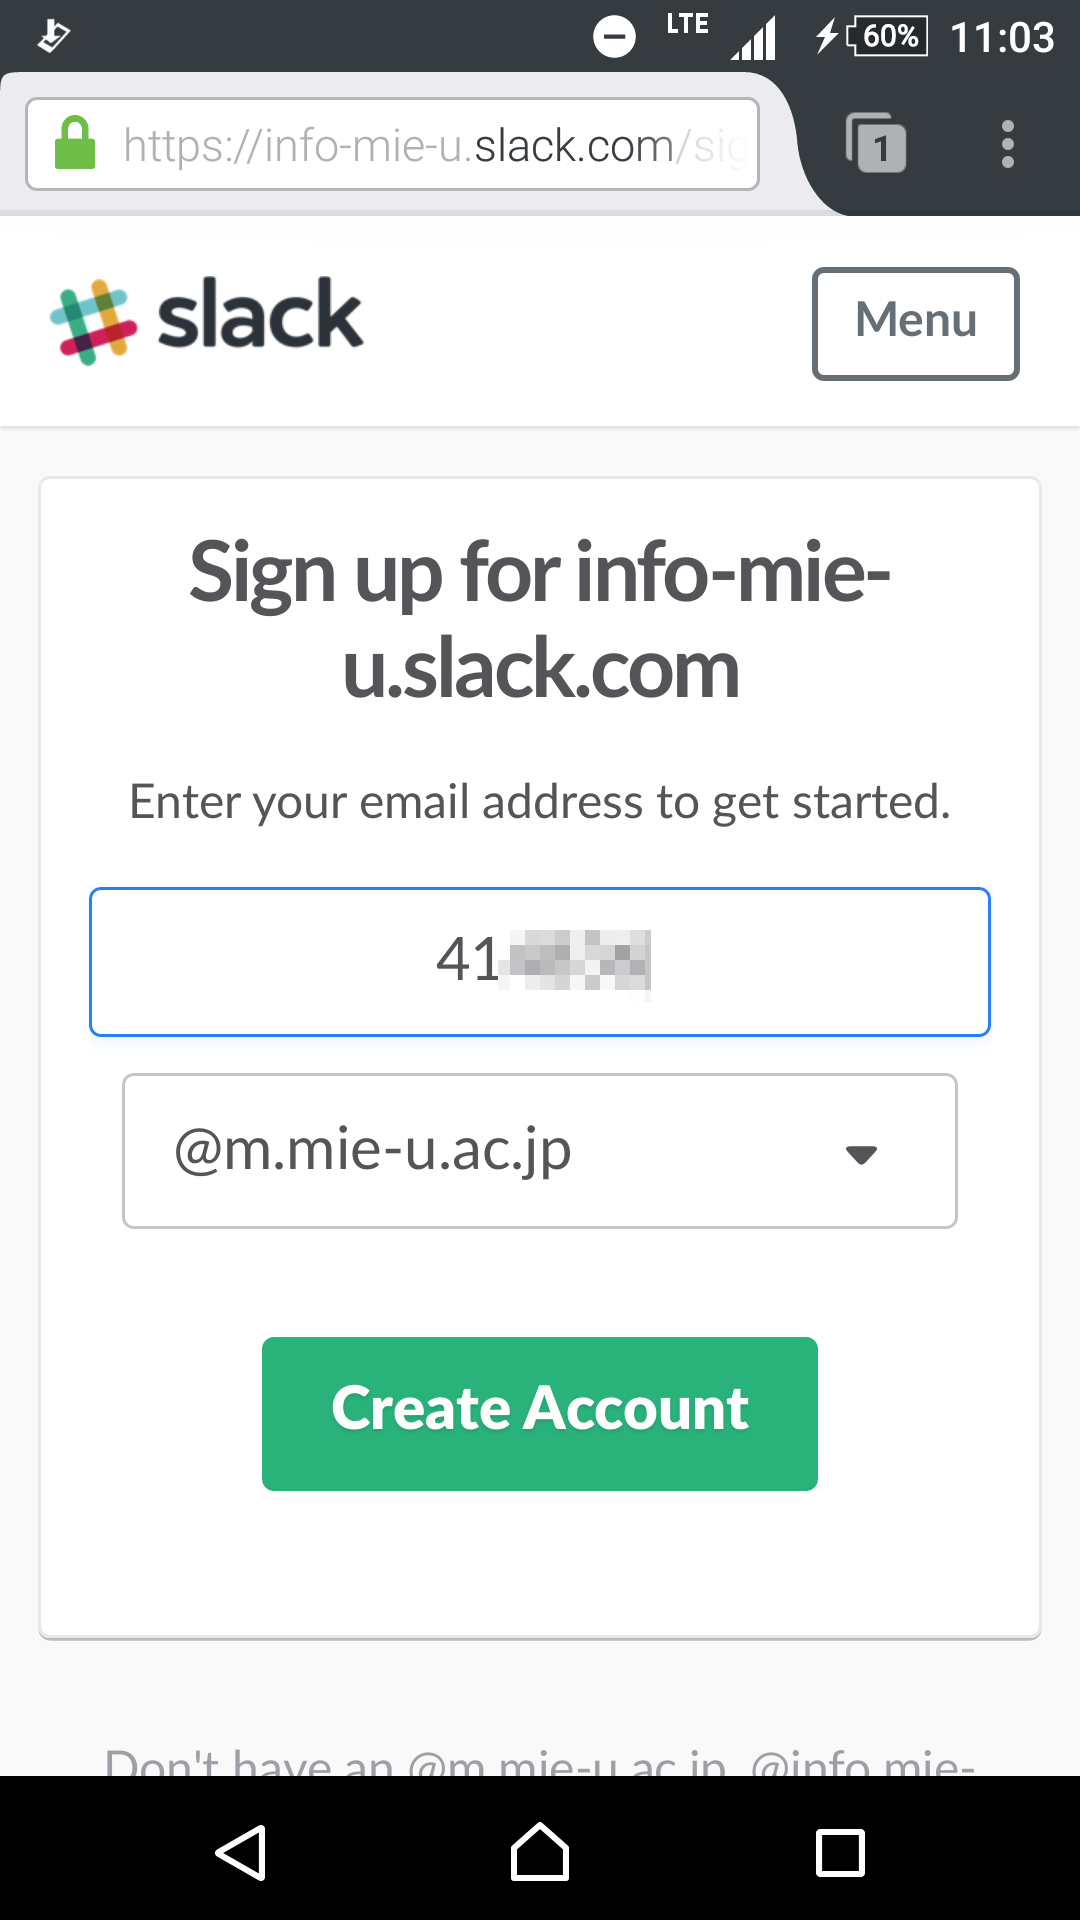 LTE 60% 11:03
https://info-mie-u.slack.com/sig
1
slack
Menu
Sign up for info-mie-
u.slack.com
Enter your email address to get started.
41
@m.mie-u.ac.jp
Create Account
Don't have an @m.mie-u.ac.jp, @info.mie-